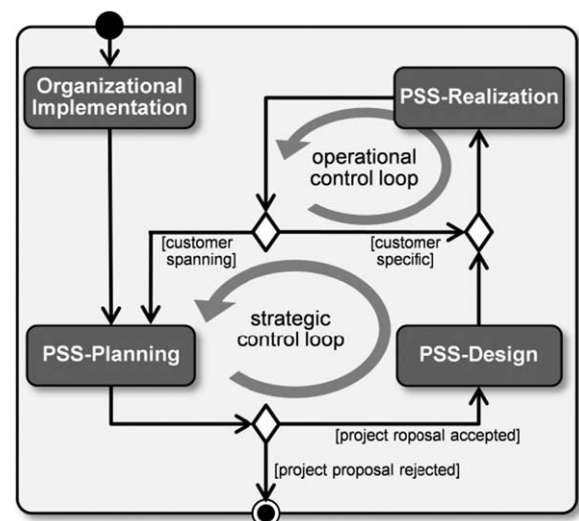 Organizational
Implementation
PSS-Realization
operational
control loop
[customer
spanning]
[customer
specific]
strategic
control loop
PSS-Planning
PSS-Design
[project roposal accepted]
[project proposal rejected]